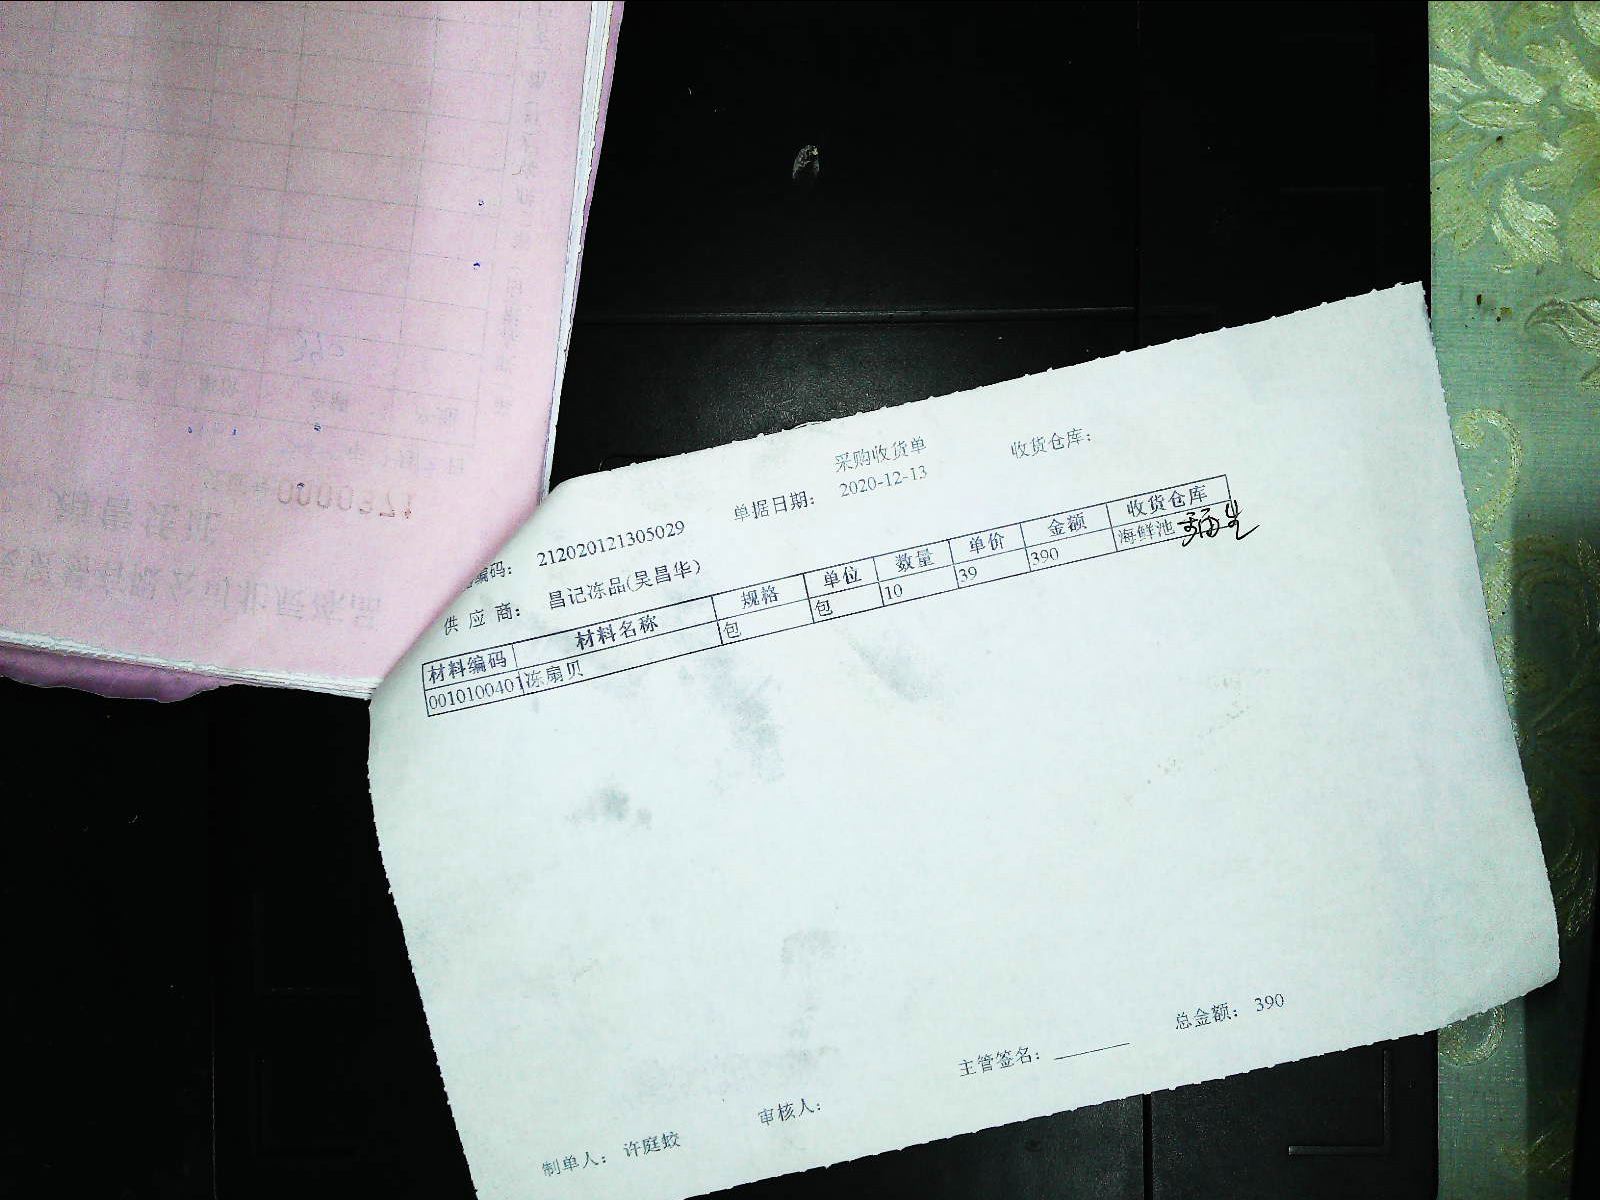 采购收货单
收货仓库：
编码： 212020121305029 单据日期： 2020-12-13
供 应 商： 昌记冻品(吴昌华)
材料编码 材料名称 规格 单位 数量 单价 金额 收货仓库
0010100401 冻扇贝 包 包 10 39 390 海鲜池
总金额： 390
主管签名：
审核人：
制单人： 许庭蛟